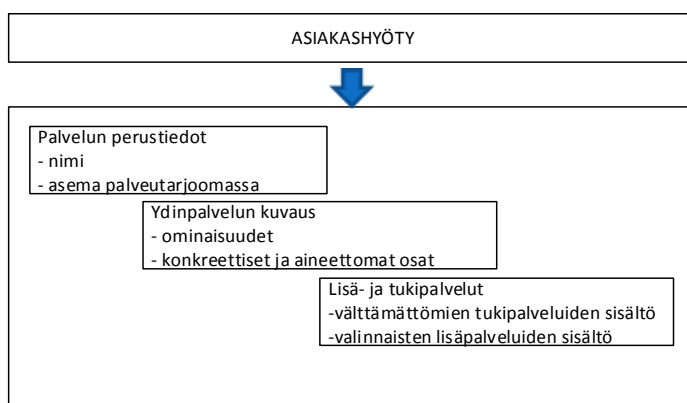 ASIAKASHYÖTY
Palvelun perustiedot
- nimi
- asema palveutarjoomassa
Ydinpalvelun kuvaus
- ominaisuudet
- konkreettiset ja aineettomat osat
Lisä- ja tukipalvelut
-välttämättömien tukipalveluiden sisältö
-valinnaisten lisäpalveluiden sisältö